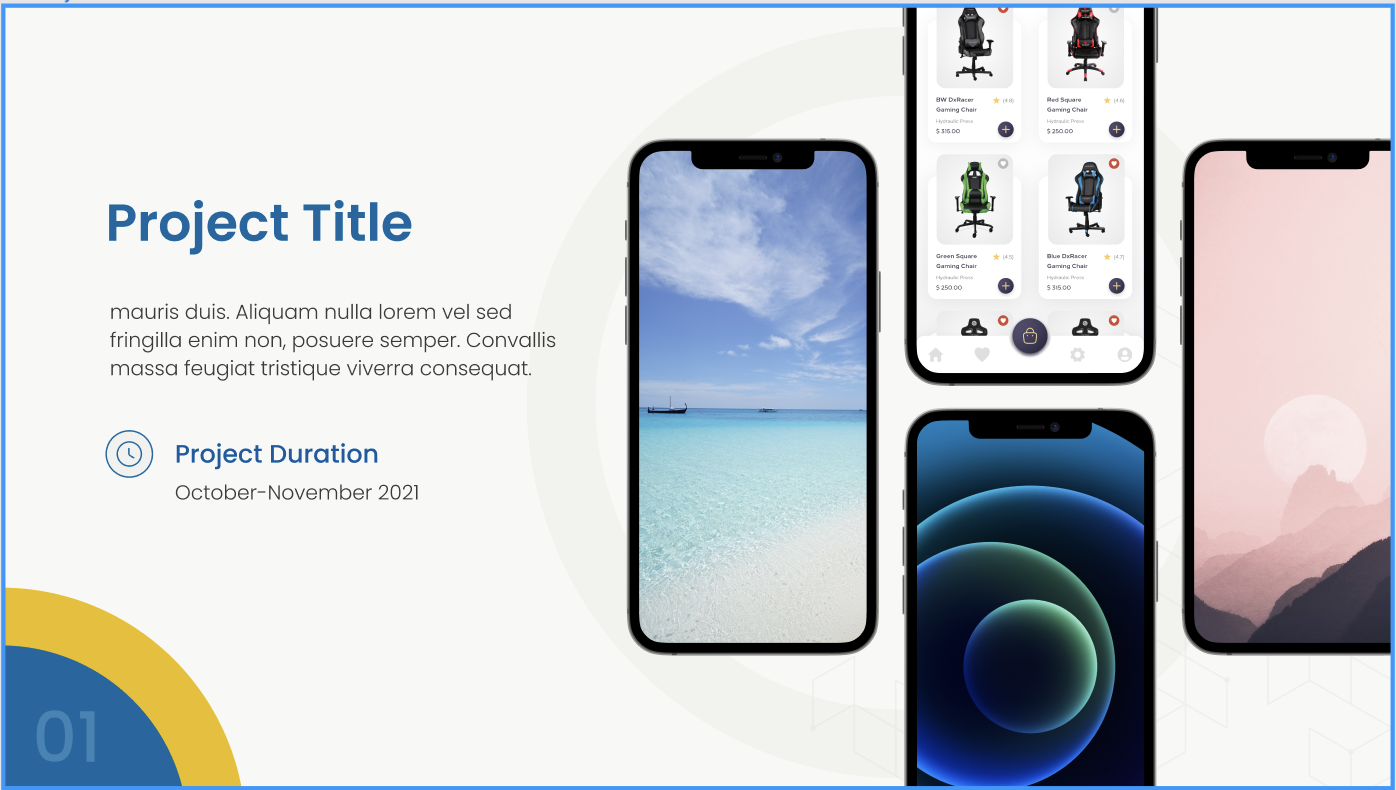 Project Title
mauris duis. Aliquam nulla lorem vel sed
fringilla enim non, posuere semper. Convallis
massa feugiat tristique viverra consequat.
Project Duration
October-November 2021
01
BW DxRacer
Gaming Chair
(4.8)
Hydraulic Press
$ 315.00
Red Square
Gaming Chair
(4.6)
Hydraulic Press
$ 250.00
Green Square
Gaming Chair
(4.5)
Hydraulic Press
$ 250.00
Blue DxRacer
Gaming Chair
(4.7)
Hydraulic Press
$ 315.00